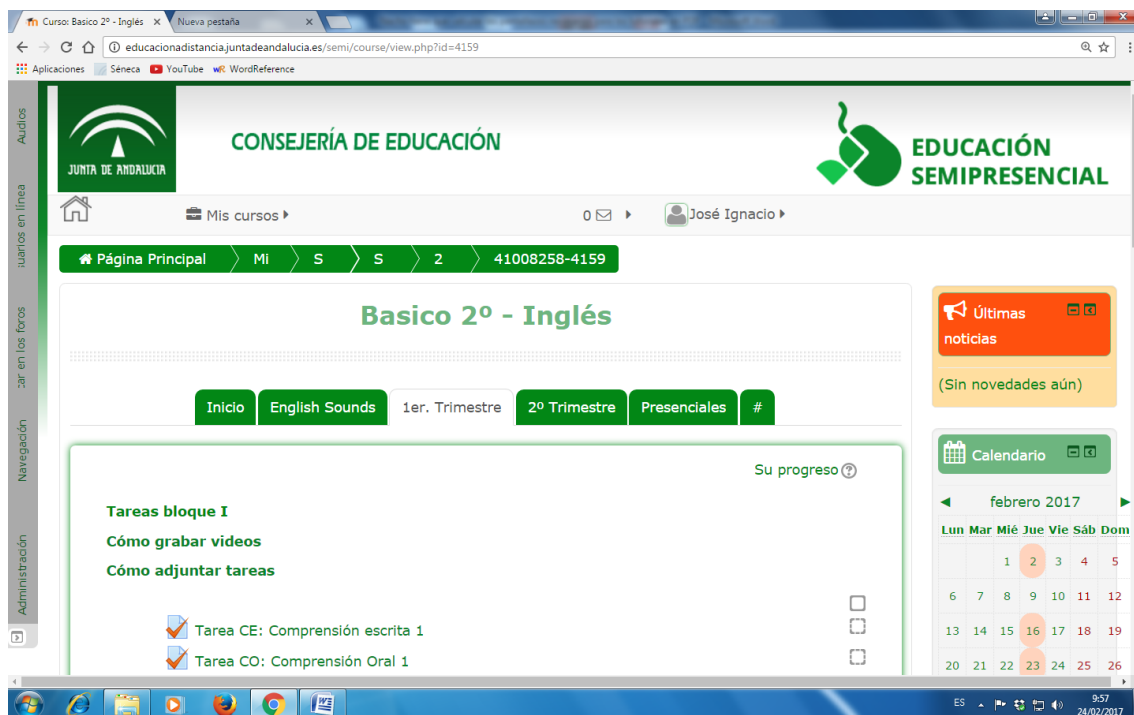 Curso: Basico 2º - Inglés
Nueva pestaña
educacionadistancia.juntadeandalucia.es/semi/course/view.php?id=4159
Aplicaciones Séneca YouTube WordReference
Audios
uarios en línea
car en los foros
Navegación
Administración
JUNTA DE ANDALUCIA
CONSEJERÍA DE EDUCACIÓN
EDUCACIÓN
SEMIPRESENCIAL
Mis cursos
0
José Ignacio
Página Principal Mi S S 2 41008258-4159
Basico 2º - Inglés
Inicio English Sounds 1er. Trimestre 2º Trimestre Presenciales #
Su progreso
Tareas bloque I
Cómo grabar videos
Cómo adjuntar tareas
Tarea CE: Comprensión escrita 1
Tarea CO: Comprensión Oral 1
Últimas
noticias
(Sin novedades aún)
Calendario
febrero 2017
Lun Mar Mié Jue Vie Sáb Dom
1 2 3 4 5
6 7 8 9 10 11 12
13 14 15 16 17 18 19
20 21 22 23 24 25 26
ES
9:57
24/02/2017